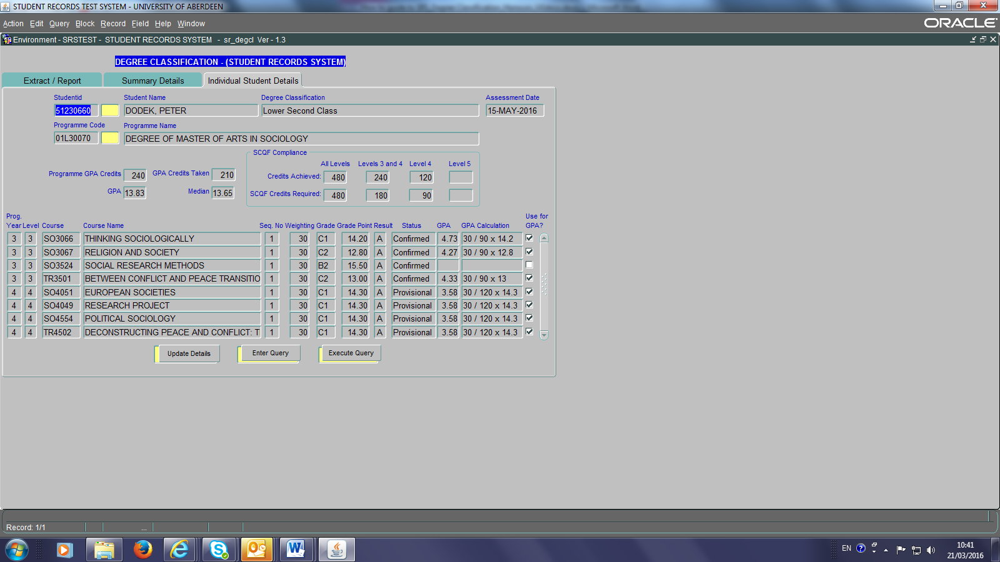 STUDENT RECORDS TEST SYSTEM - UNIVERSITY OF ABERDEEN
Action Edit Query Block Record Field Help Window
ORACLE
Environment - SRSTEST - STUDENT RECORDS SYSTEM - sr_degcl Ver - 1.3
DEGREE CLASSIFICATION - (STUDENT RECORDS SYSTEM)
Extract / Report Summary Details Individual Student Details
Studentid Student Name Degree Classification Assessment Date
51230660 DODEK, PETER Lower Second Class 15-MAY-2016
Programme Code Programme Name
01L30070 DEGREE OF MASTER OF ARTS IN SOCIOLOGY
SCQF Compliance
All Levels Levels 3 and 4 Level 4 Level 5
Programme GPA Credits 240 GPA Credits Taken 210 Credits Achieved: 480 240 120
GPA 13.83 Median 13.65 SCQF Credits Required: 480 180 90
Prog. Use for
Year Level Course Course Name Seq. No Weighting Grade Grade Point Result Status GPA GPA Calculation GPA?
3 3 SO3066 THINKING SOCIOLOGICALLY 1 30 C1 14.20 A Confirmed 4.73 30 / 90 x 14.2
3 3 SO3067 RELIGION AND SOCIETY 1 30 C2 12.80 A Confirmed 4.27 30 / 90 x 12.8
3 3 SO3524 SOCIAL RESEARCH METHODS 1 30 B2 15.50 A Confirmed
3 3 TR3501 BETWEEN CONFLICT AND PEACE TRANSITIO 1 30 C2 13.00 A Confirmed 4.33 30 / 90 x 13
4 4 SO4051 EUROPEAN SOCIETIES 1 30 C1 14.30 A Provisional 3.58 30 / 120 x 14.3
4 4 SO4049 RESEARCH PROJECT 1 30 C1 14.30 A Provisional 3.58 30 / 120 x 14.3
4 4 SO4554 POLITICAL SOCIOLOGY 1 30 C1 14.30 A Provisional 3.58 30 / 120 x 14.3
4 4 TR4502 DECONSTRUCTING PEACE AND CONFLICT: T 1 30 C1 14.30 A Provisional 3.58 30 / 120 x 14.3
Update Details Enter Query Execute Query
Record: 1/1 ...
EN 10:41
21/03/2016